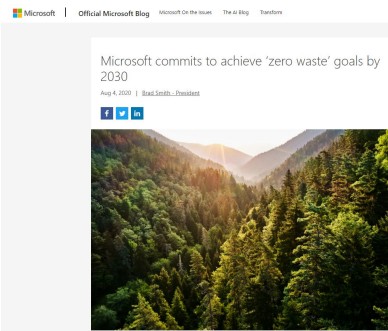 Microsoft | Official Microsoft Blog Microsoft On the Issues The AI Blog Transform
Microsoft commits to achieve ‘zero waste’ goals by
2030
Aug 4, 2020 | Brad Smith - President
f in